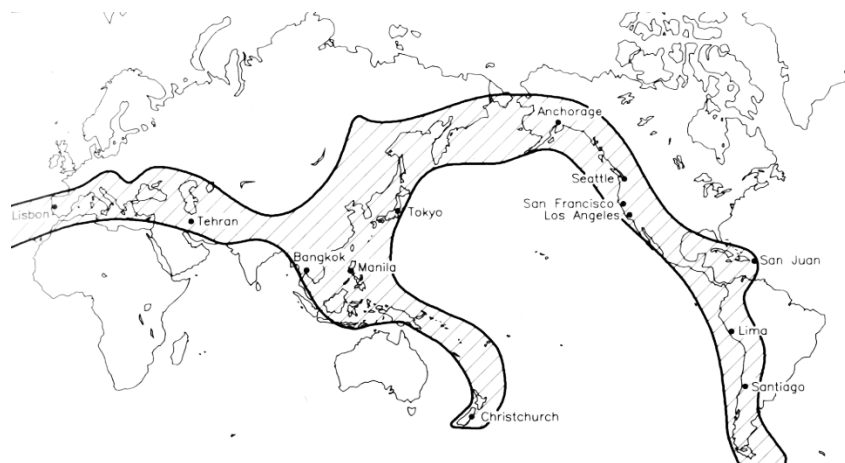 Anchorage
Seattle
San Francisco
Los Angeles
Lisbon
Tehran
Tokyo
Bangkok
Manila
San Juan
Lima
Santiago
Christchurch